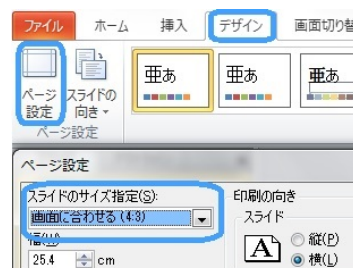 ファイル ホーム 挿入 デザイン 画面切り替
亜あ 亜あ 亜あ
ページ スライドの
設定 向き
ページ設定
ページ設定
スライドのサイズ指定(S): 印刷の向き
画面に合わせる (4:3) スライド
幅(W)
A 縦(P)
25.4 cm 横(L)